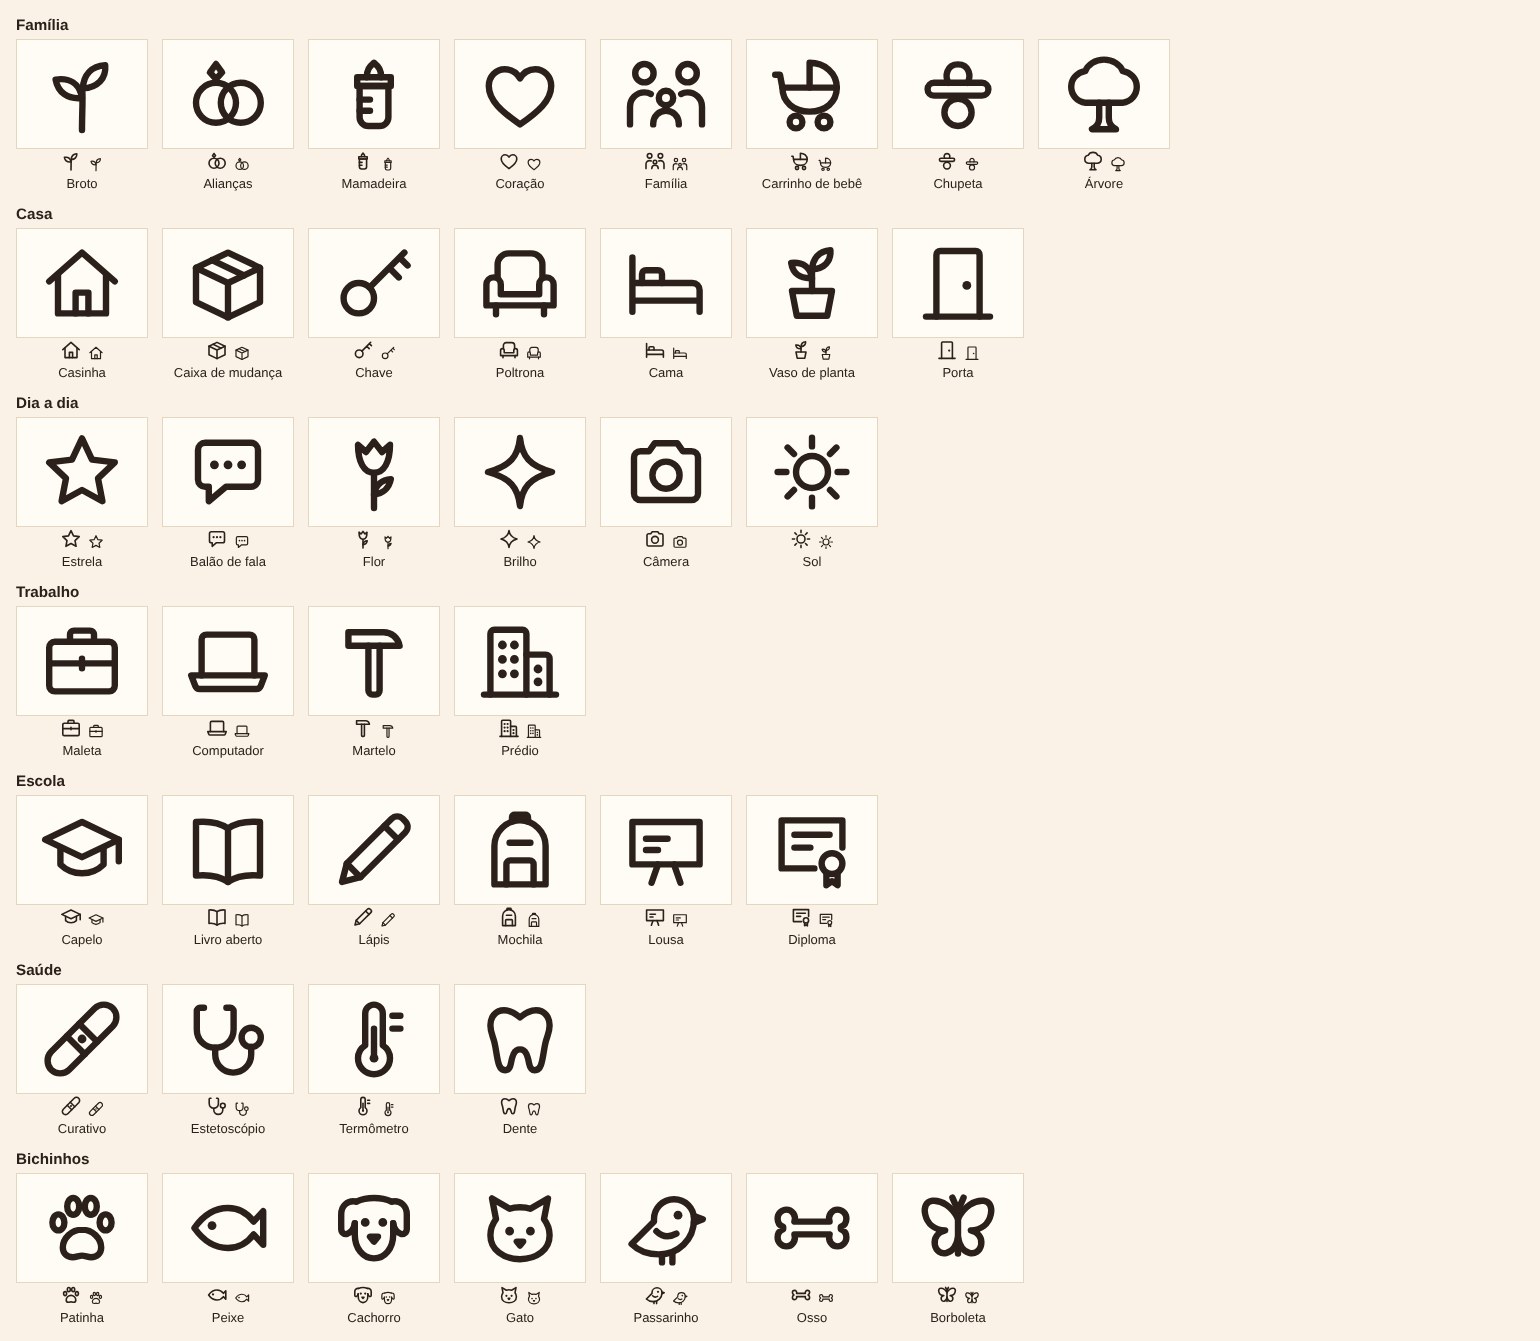 Família
Broto Alianças Mamadeira Coração Família Carrinho de bebê Chupeta Árvore
Casa
Casinha Caixa de mudança Chave Poltrona Cama Vaso de planta Porta
Dia a dia
Estrela Balão de fala Flor Brilho Câmera Sol
Trabalho
Maleta Computador Martelo Prédio
Escola
Capelo Livro aberto Lápis Mochila Lousa Diploma
Saúde
Curativo Estetoscópio Termômetro Dente
Bichinhos
Patinha Peixe Cachorro Gato Passarinho Osso Borboleta